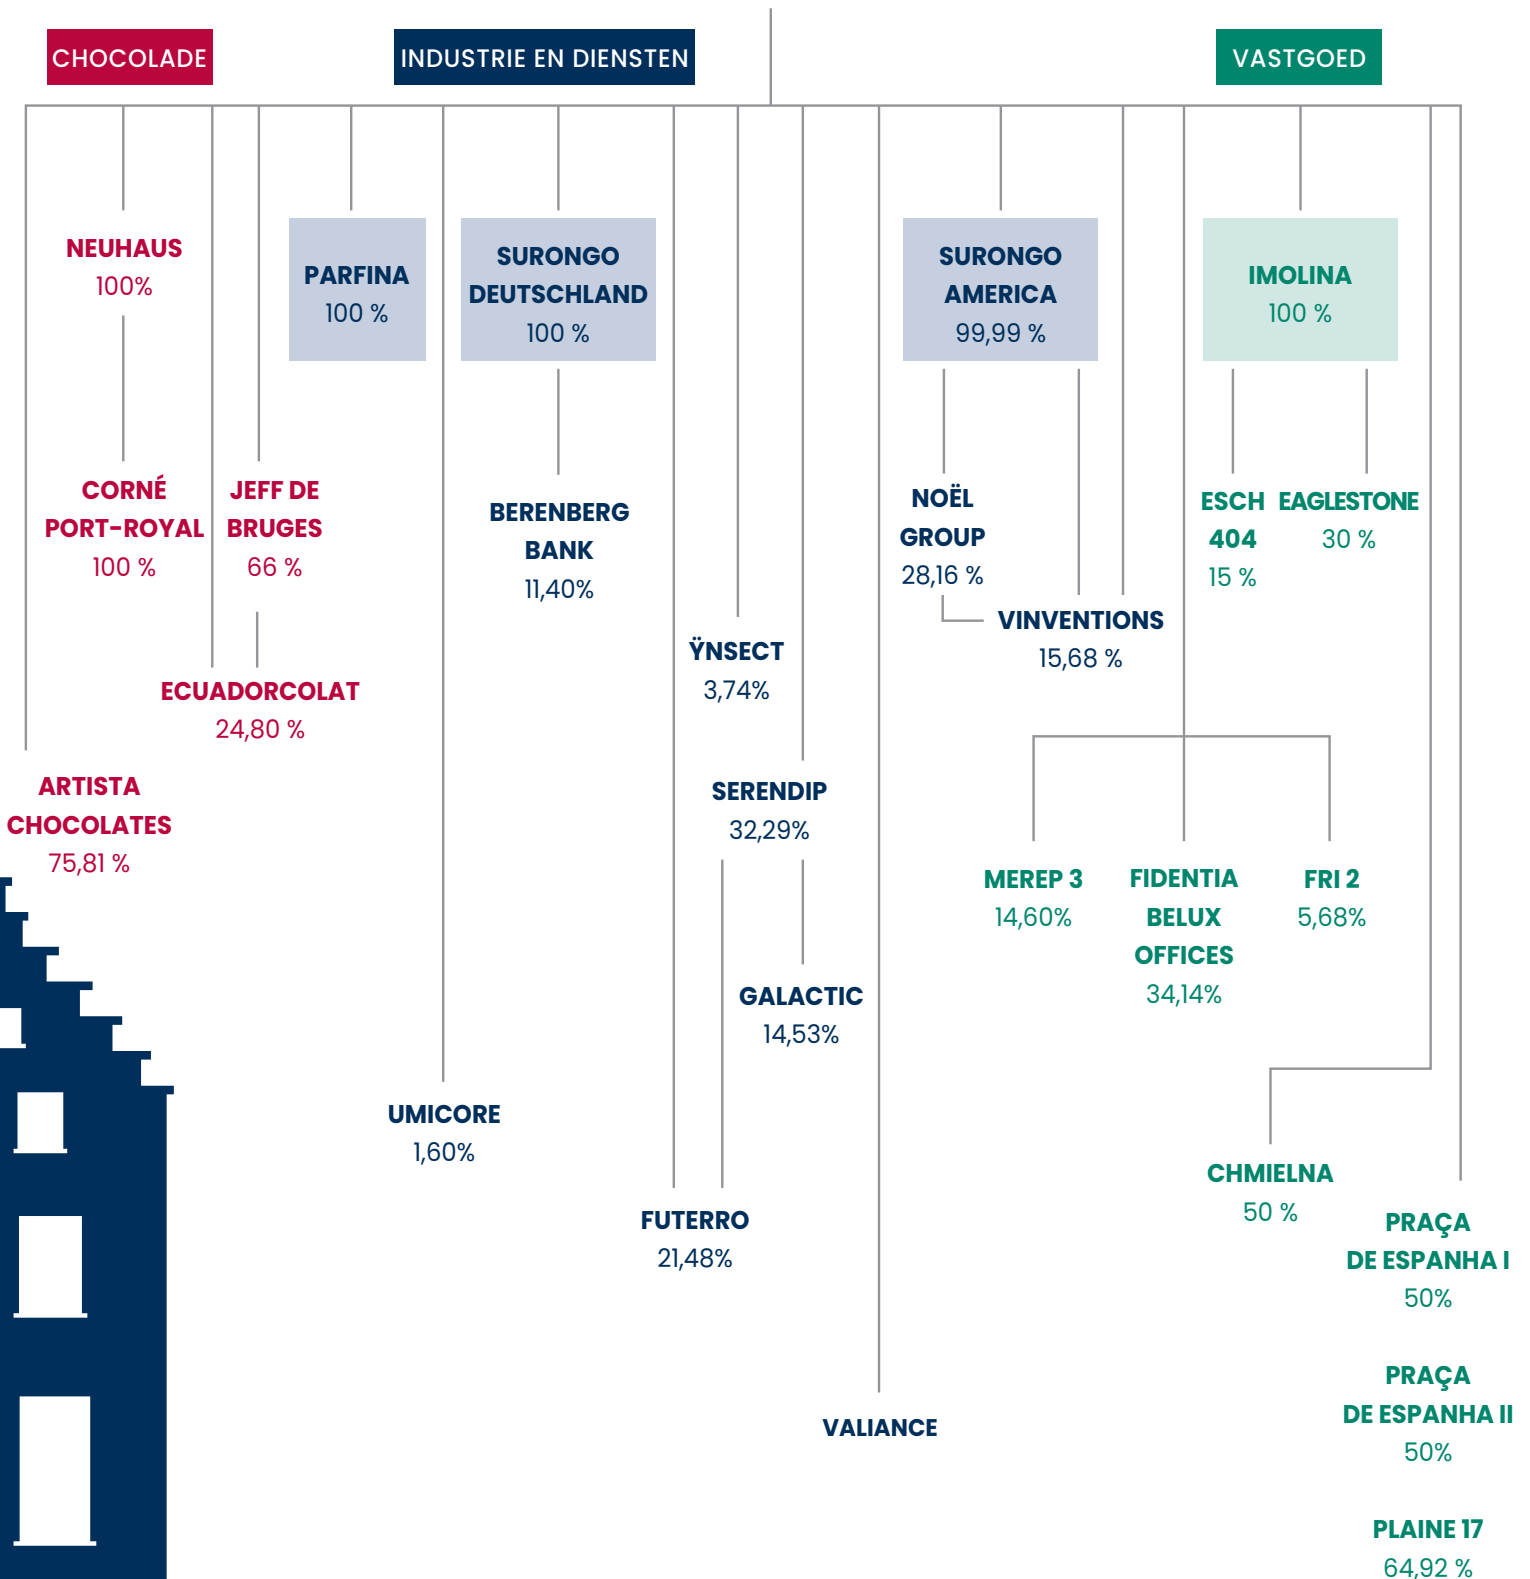 CHOCOLADE
INDUSTRIE EN DIENSTEN
VASTGOED
NEUHAUS
100%
PARFINA
100 %
SURONGO
DEUTSCHLAND
100 %
SURONGO
AMERICA
99,99 %
IMOLINA
100 %
CORNÉ
PORT-ROYAL
100 %
JEFF DE
BRUGES
66 %
BERENBERG
BANK
11,40%
NOËL
GROUP
28,16 %
ESCH
404
15 %
EAGLESTONE
30 %
VINVENTIONS
15,68 %
ŸNSECT
3,74%
ECUADORCOLAT
24,80 %
ARTISTA
CHOCOLATES
75,81 %
SERENDIP
32,29%
MEREP 3
14,60%
FIDENTIA
BELUX
OFFICES
34,14%
FRI 2
5,68%
GALACTIC
14,53%
UMICORE
1,60%
CHMIELNA
50 %
FUTERRO
21,48%
PRAÇA
DE ESPANHA I
50%
PRAÇA
DE ESPANHA II
50%
VALIANCE
PLAINE 17
64,92 %